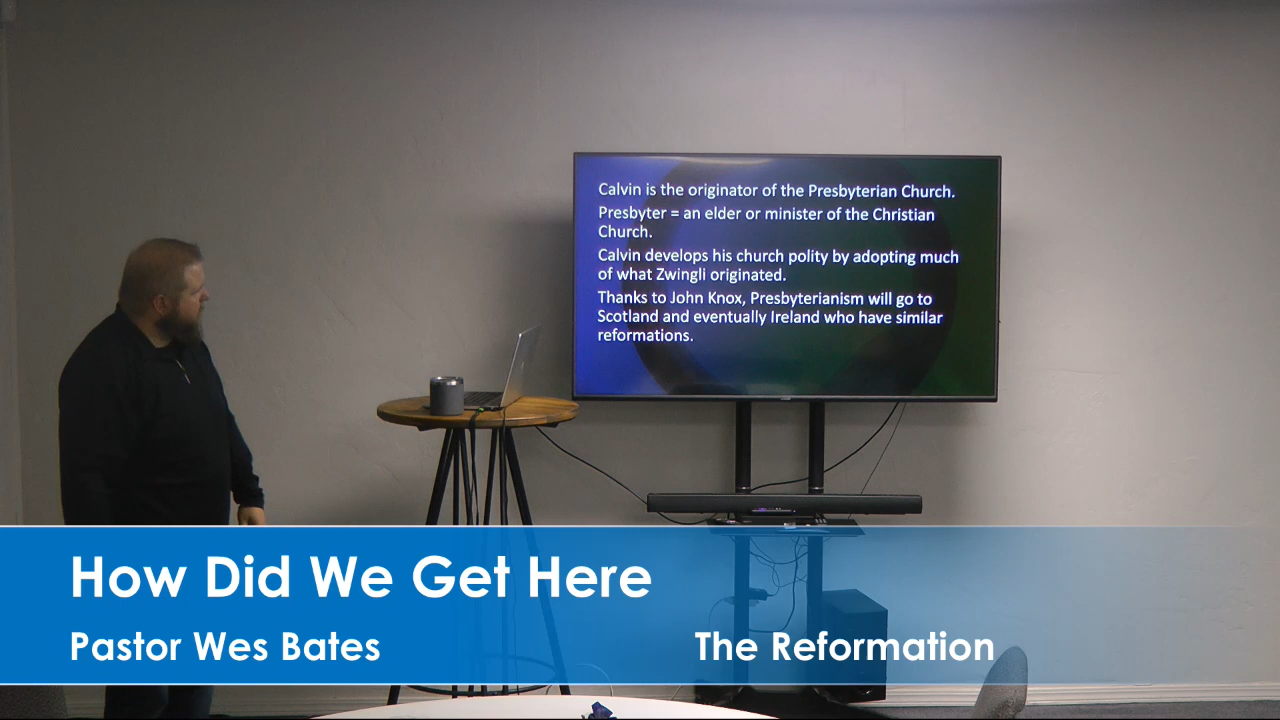 Calvin is the originator of the Presbyterian Church.
Presbyter = an elder or minister of the Christian
Church.
Calvin develops his church polity by adopting much
of what Zwingli originated.
Thanks to John Knox, Presbyterianism will go to
Scotland and eventually Ireland who have similar
reformations.
How Did We Get Here
Pastor Wes Bates
The Reformation